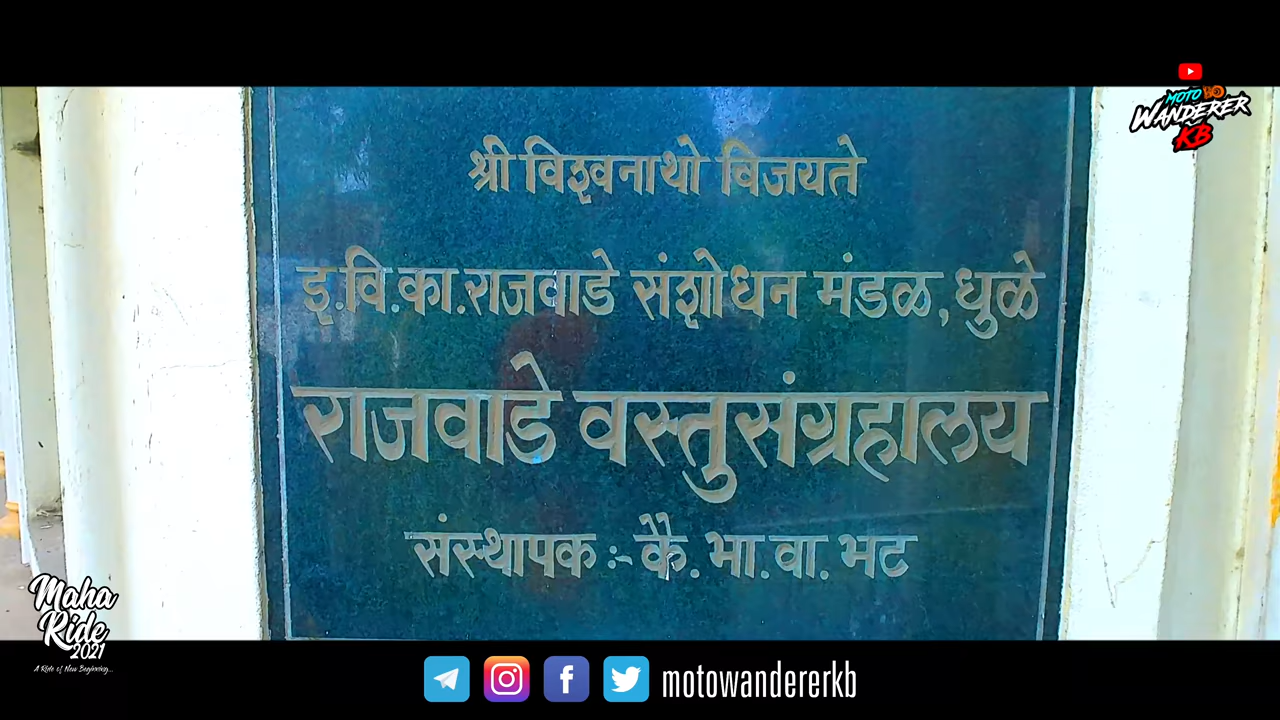 MOTO
WANDERER
KB
श्री विश्वनाथो विजयते
इ.वि.का.राजवाडे संशोधन मंडळ, धुळे
राजवाडे वस्तुसंग्रहालय
संस्थापक :- कै. भा. वा. भट
Maha
Ride
2021
A Ride of New Beginning...
motowandererkb